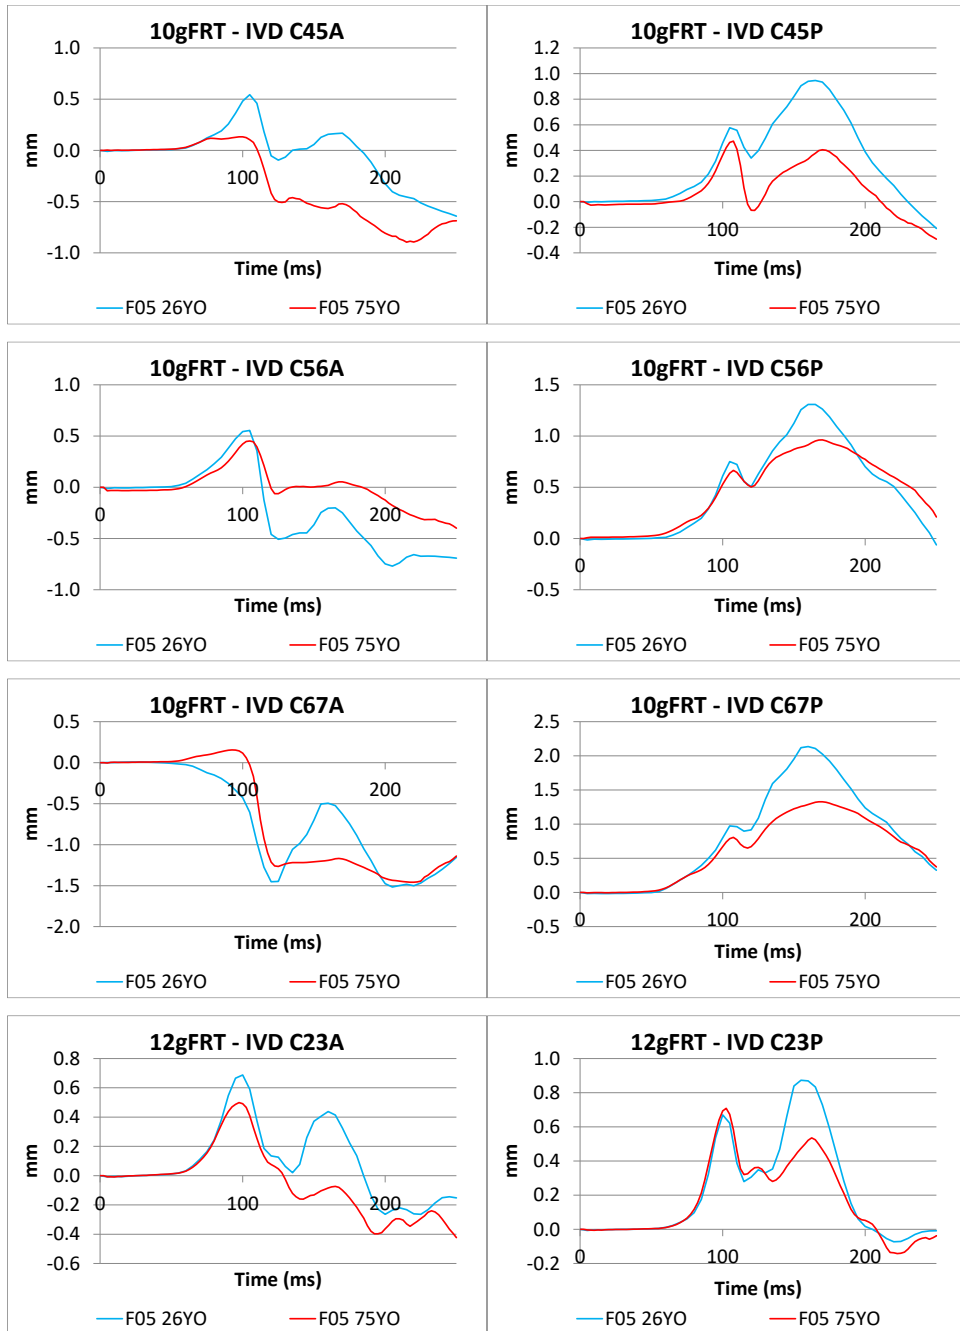 10gFRT - IVD C45A
1.0
0.5
0.0
-0.5
-1.0
0
100
200
mm
Time (ms)
F05 26YO
F05 75YO
10gFRT - IVD C45P
1.2
1.0
0.8
0.6
0.4
0.2
0.0
-0.2
-0.4
0
100
200
mm
Time (ms)
F05 26YO
F05 75YO
10gFRT - IVD C56A
1.0
0.5
0.0
-0.5
-1.0
0
100
200
mm
Time (ms)
F05 26YO
F05 75YO
10gFRT - IVD C56P
1.5
1.0
0.5
0.0
-0.5
0
100
200
mm
Time (ms)
F05 26YO
F05 75YO
10gFRT - IVD C67A
0.5
0.0
-0.5
-1.0
-1.5
-2.0
0
100
200
mm
Time (ms)
F05 26YO
F05 75YO
10gFRT - IVD C67P
2.5
2.0
1.5
1.0
0.5
0.0
-0.5
0
100
200
mm
Time (ms)
F05 26YO
F05 75YO
12gFRT - IVD C23A
0.8
0.6
0.4
0.2
0.0
-0.2
-0.4
-0.6
0
100
200
mm
Time (ms)
F05 26YO
F05 75YO
12gFRT - IVD C23P
1.0
0.8
0.6
0.4
0.2
0.0
-0.2
0
100
200
mm
Time (ms)
F05 26YO
F05 75YO